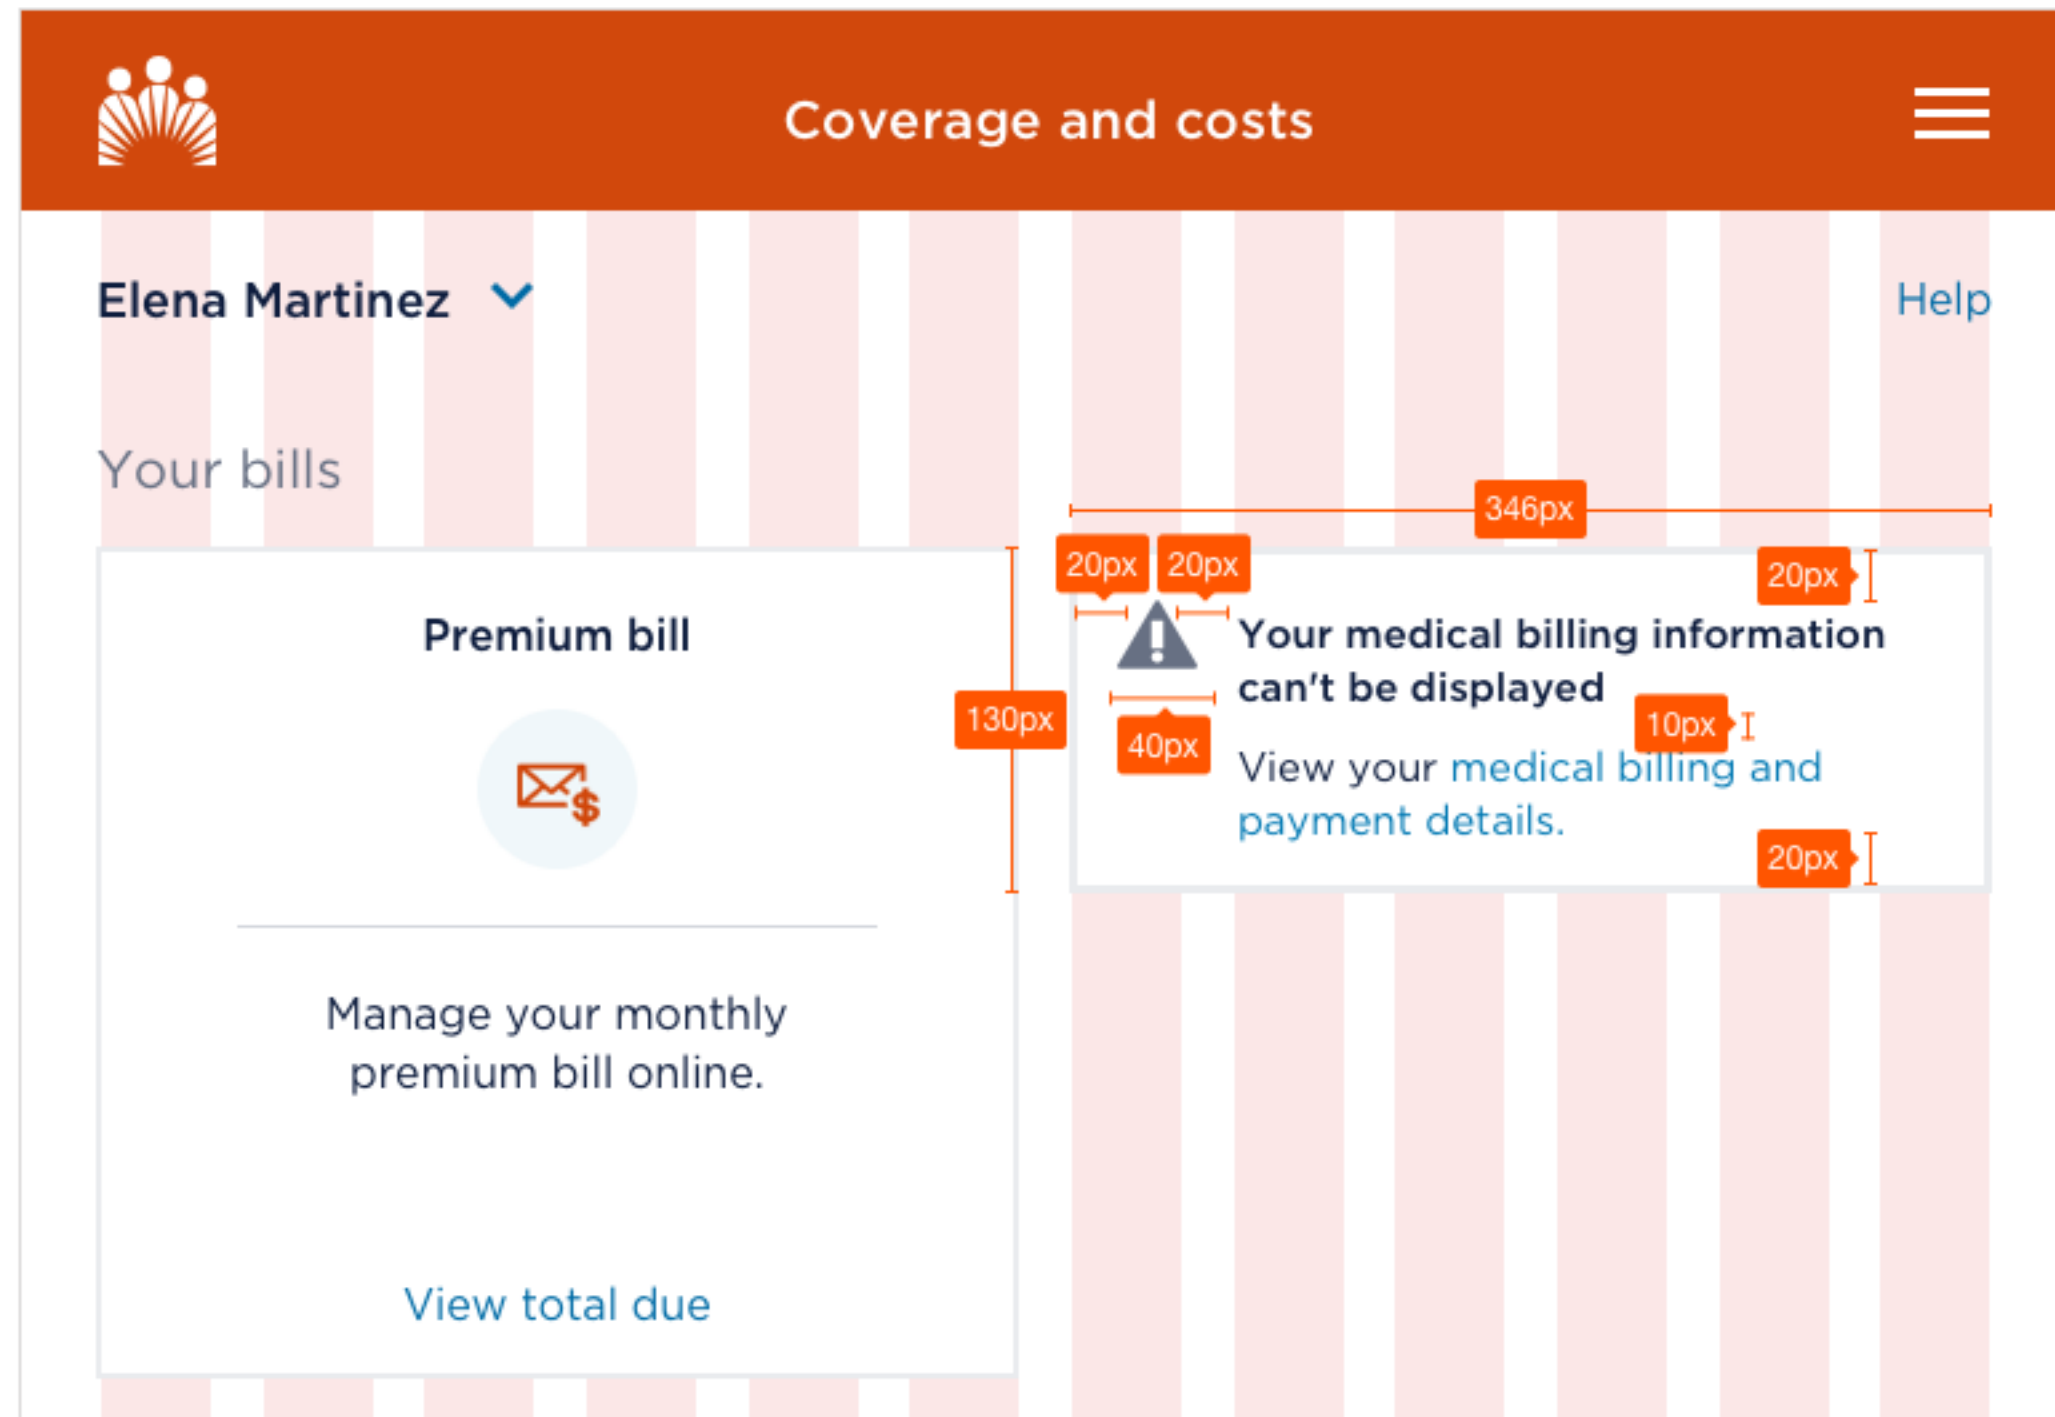 Coverage and costs
Elena Martinez
Help
Your bills
346px
20px
20px
20px
Premium bill
Your medical billing information
can't be displayed
130px
40px
10px
View your medical billing and
payment details.
20px
$
Manage your monthly
premium bill online.
View total due